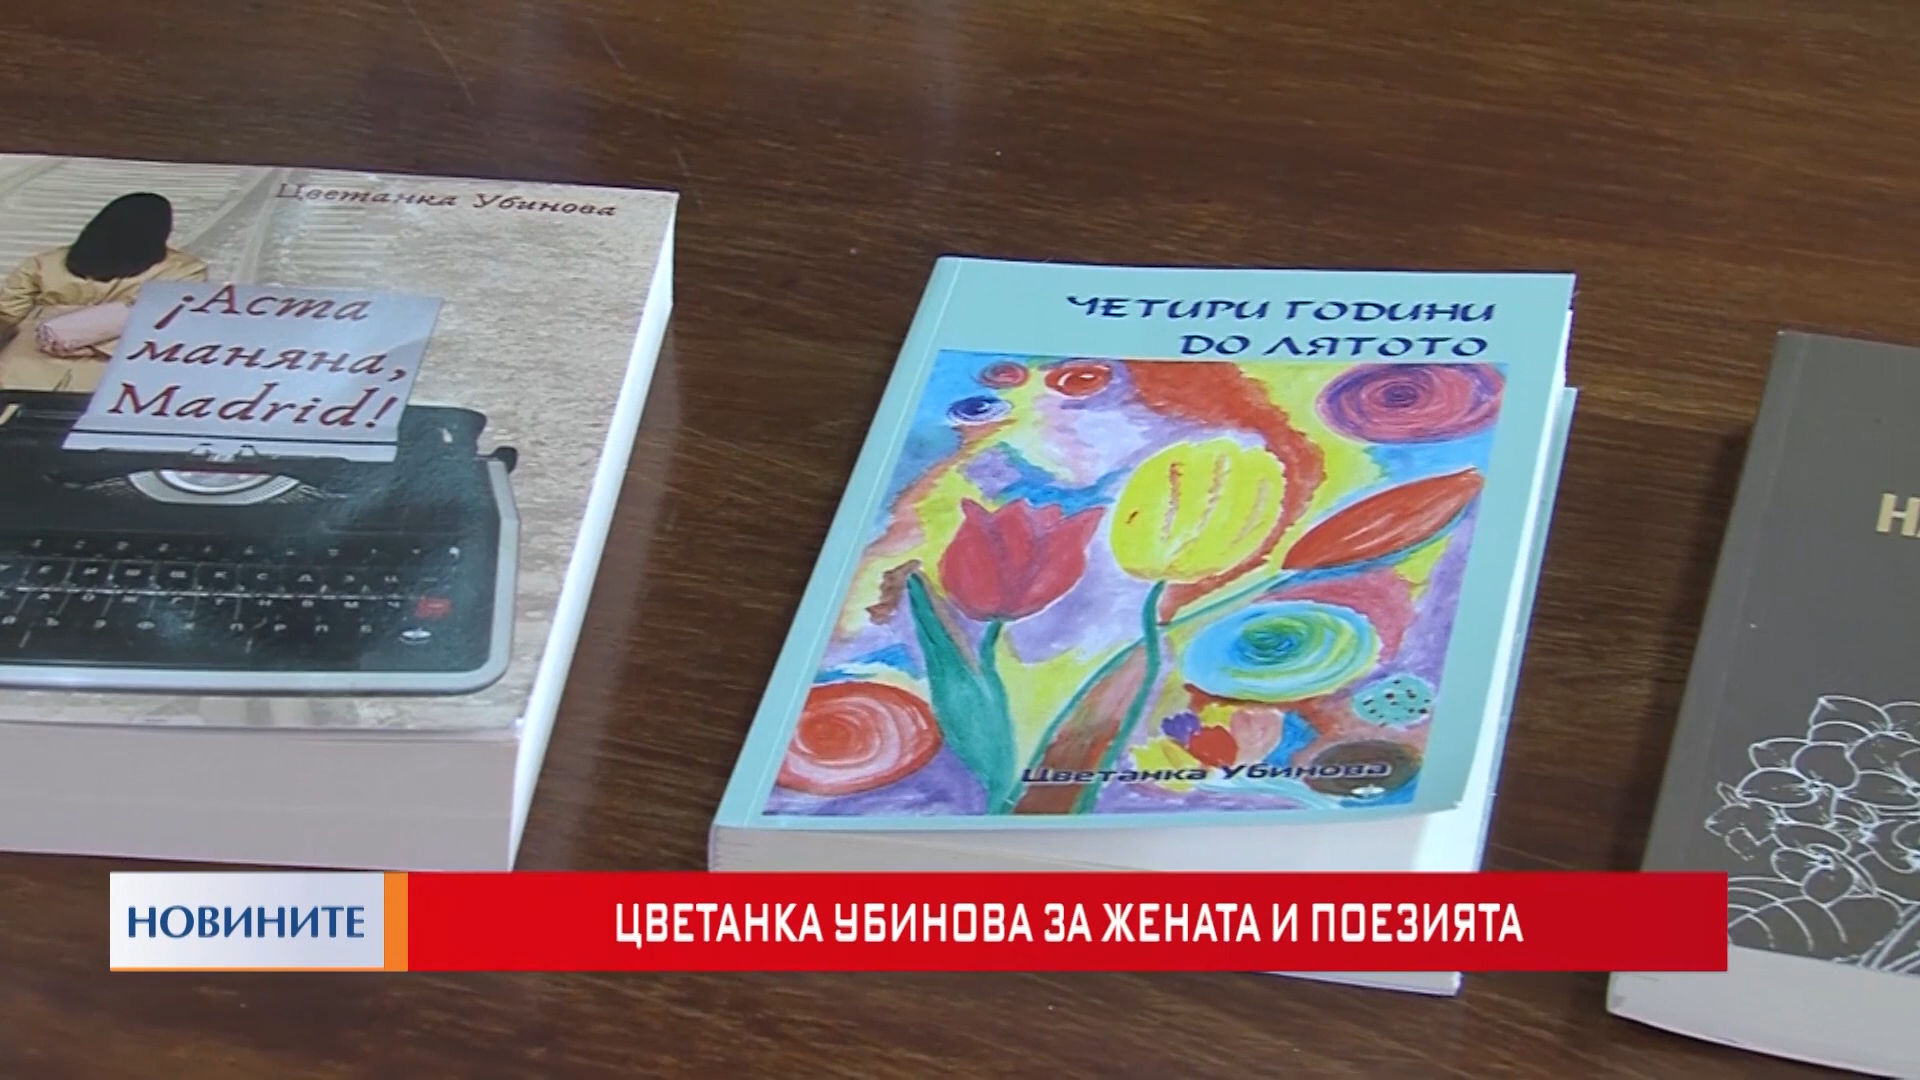 Цветанка Убинова
¡Аста
маняна,
Madrid!
ЧЕТИРИ ГОДИНИ
ДО ЛЯТОТО
Цветанка Убинова
НОВИНИТЕ
ЦВЕТАНКА УБИНОВА ЗА ЖЕНАТА И ПОЕЗИЯТА